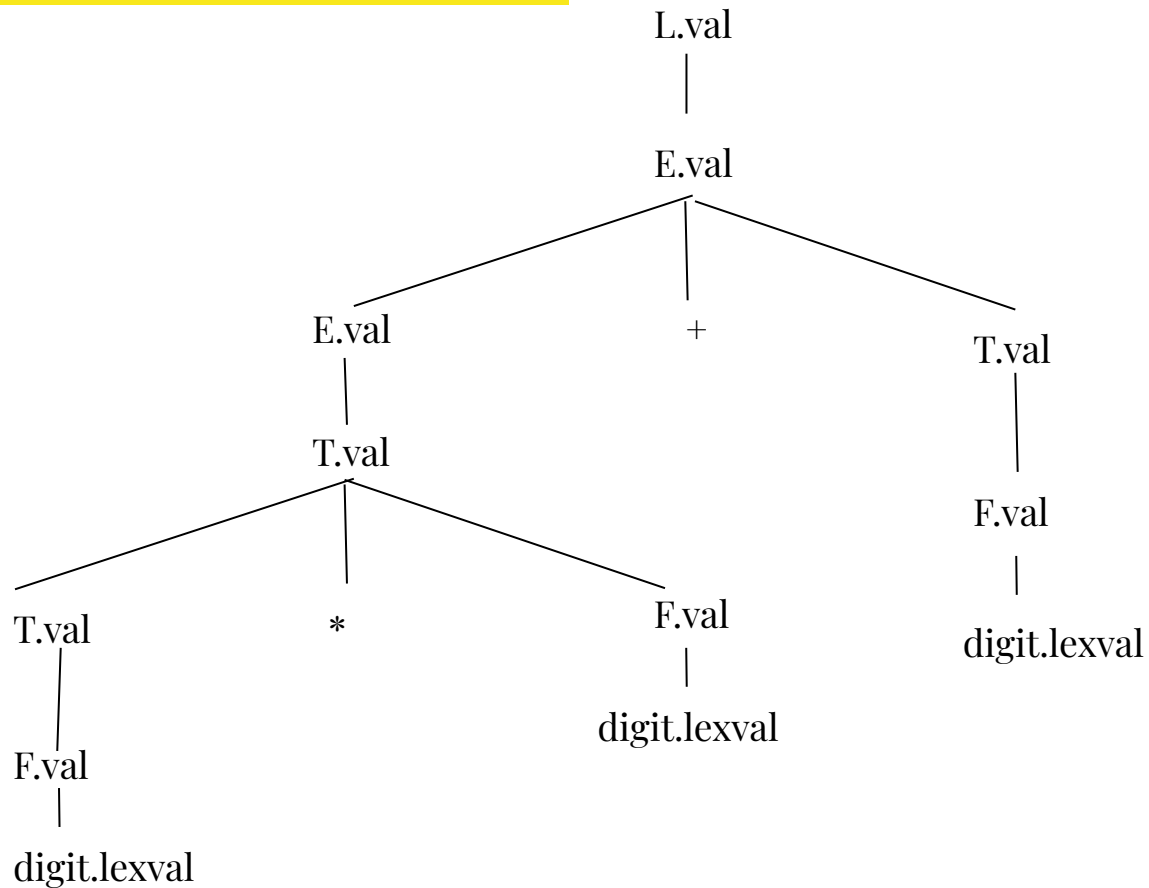 L.val
E.val
E.val + T.val
T.val
F.val
T.val * F.val
digit.lexval
digit.lexval
F.val
digit.lexval